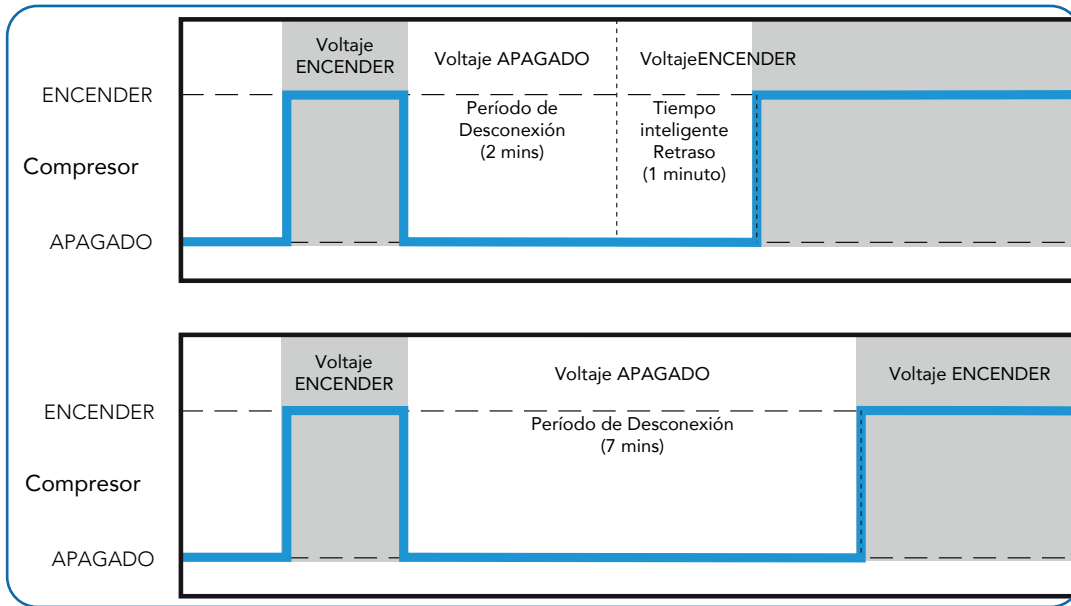 Voltaje
ENCENDER
Voltaje APAGADO
VoltajeENCENDER
ENCENDER
Período de
Desconexión
(2 mins)
Tiempo
inteligente
Retraso
(1 minuto)
Compresor
APAGADO
Voltaje
ENCENDER
Voltaje APAGADO
Voltaje ENCENDER
ENCENDER
Período de Desconexión
(7 mins)
Compresor
APAGADO